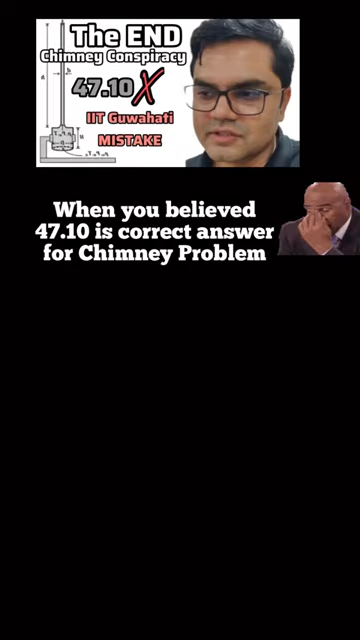 The END
Chimney Conspiracy
47.10 X
IIT Guwahati
MISTAKE
When you believed
47.10 is correct answer
for Chimney Problem